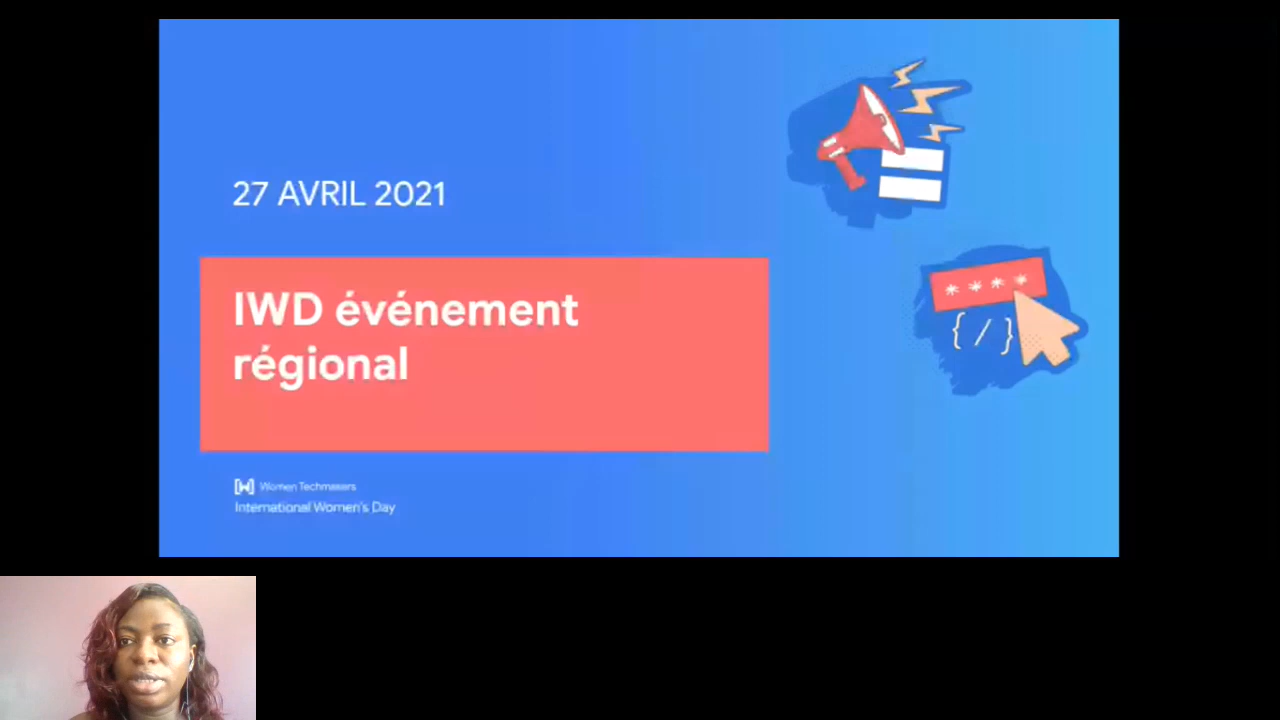 27 AVRIL 2021
IWD événement
régional
Women Techmakers
International Women's Day
* * * *
{/}